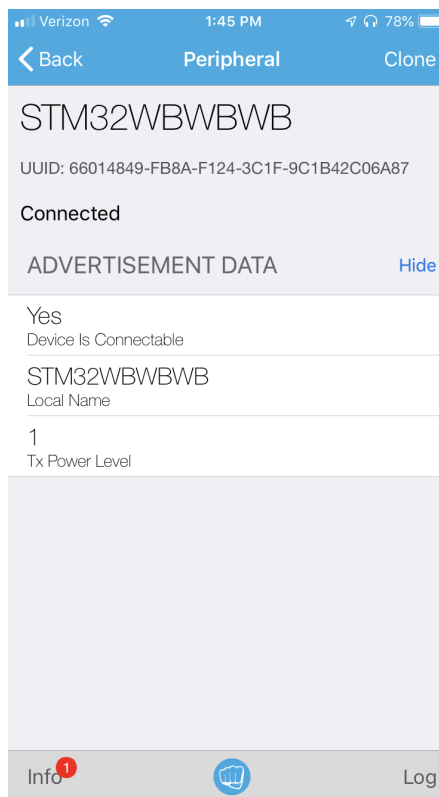 Verizon 1:45 PM 78%
Back Peripheral Clone
STM32WBWBWB
UUID: 66014849-FB8A-F124-3C1F-9C1B42C06A87
Connected
ADVERTISEMENT DATA Hide
Yes
Device Is Connectable
STM32WBWBWB
Local Name
1
Tx Power Level
Info 1 Log